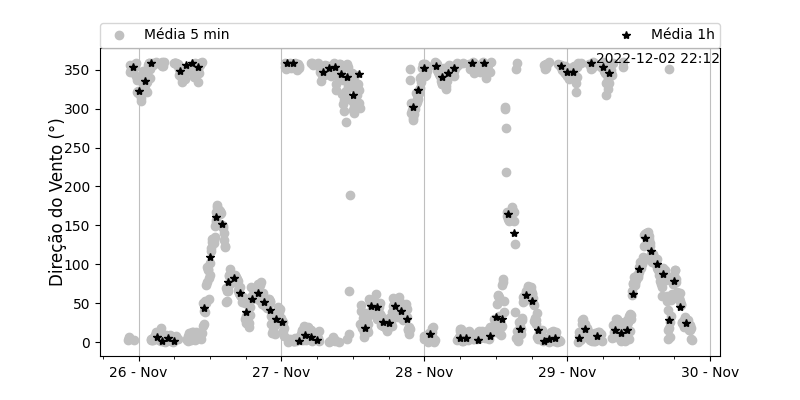 Média 5 min
Média 1h
2022-12-02 22:12
Direção do Vento (°)
350
300
250
200
150
100
50
0
26 - Nov
27 - Nov
28 - Nov
29 - Nov
30 - Nov